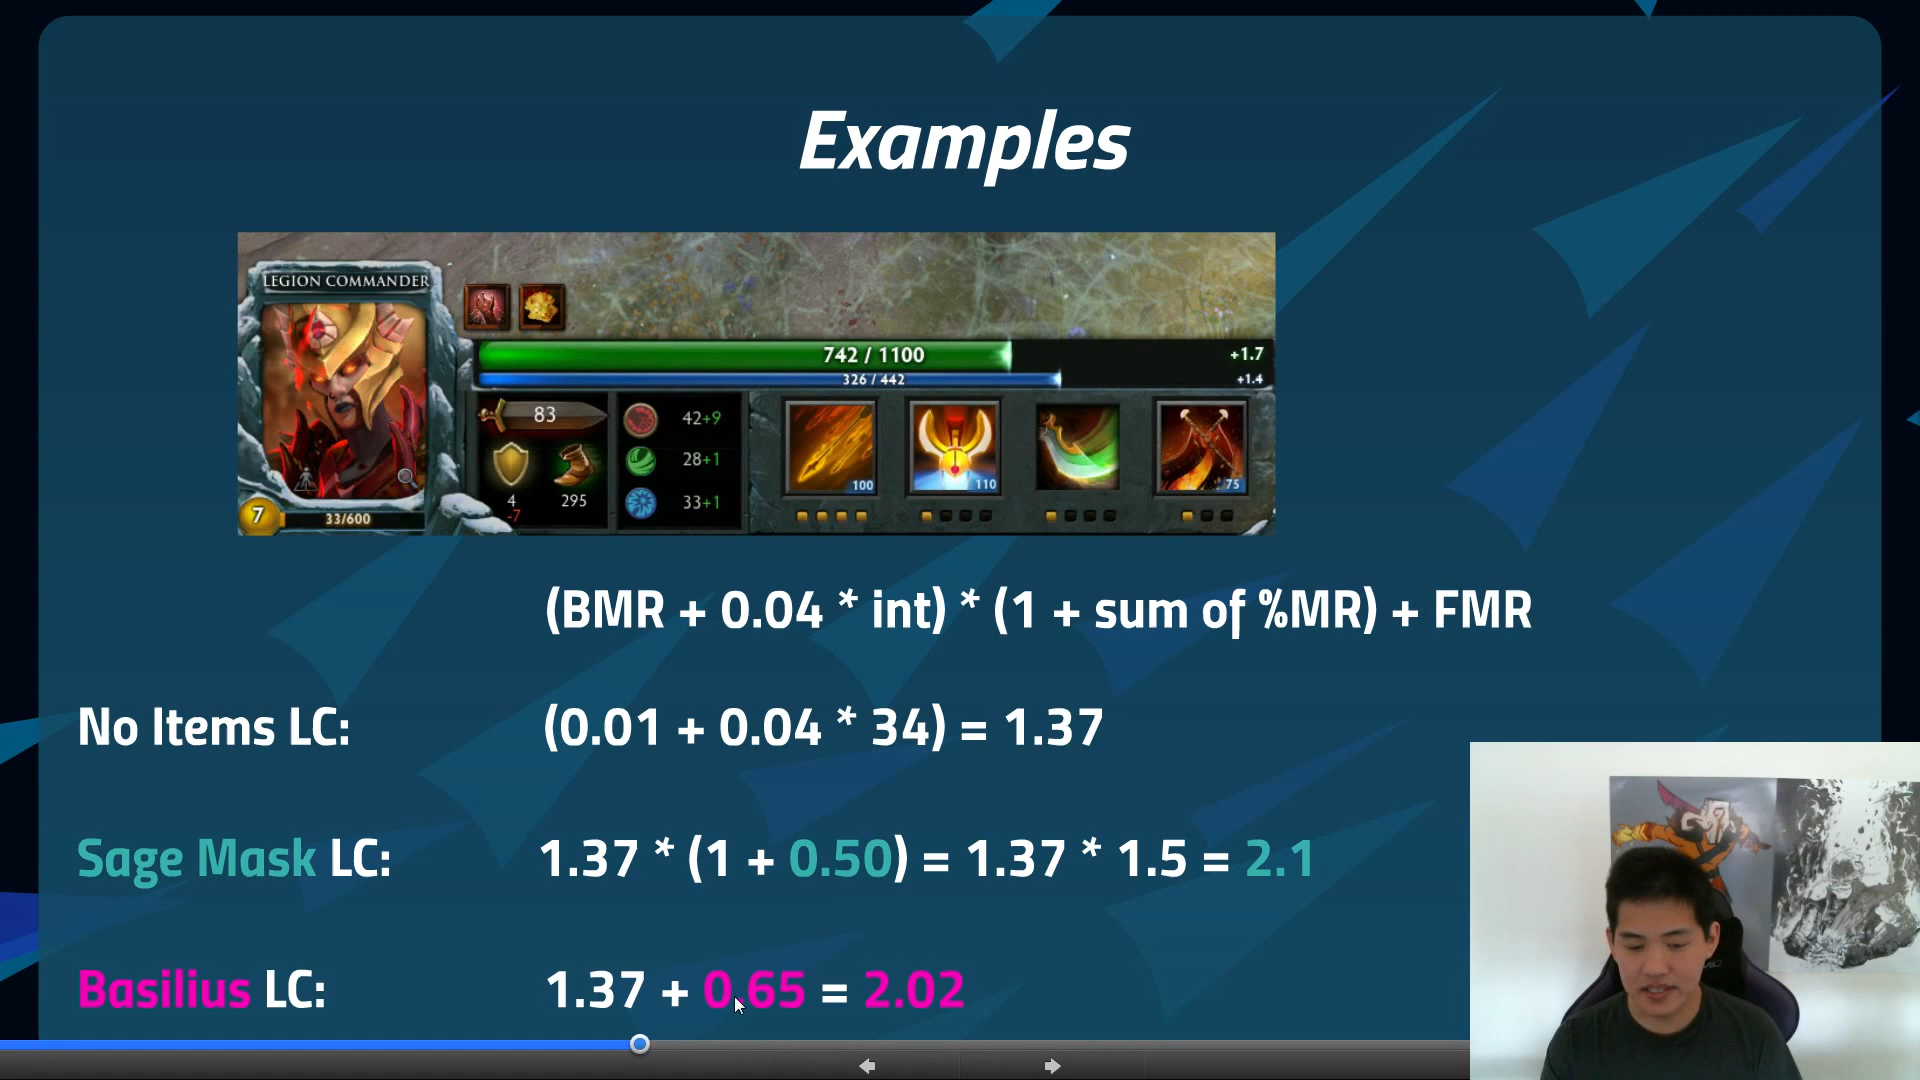 Examples
LEGION COMMANDER
742 / 1100
+1.7
326 / 442
+1.4
83
42+9
28+1
33+1
4
-7
295
100
110
75
7
33/600
(BMR + 0.04 * int) * (1 + sum of %MR) + FMR
No Items LC: (0.01 + 0.04 * 34) = 1.37
Sage Mask LC: 1.37 * (1 + 0.50) = 1.37 * 1.5 = 2.1
Basilius LC: 1.37 + 0.65 = 2.02